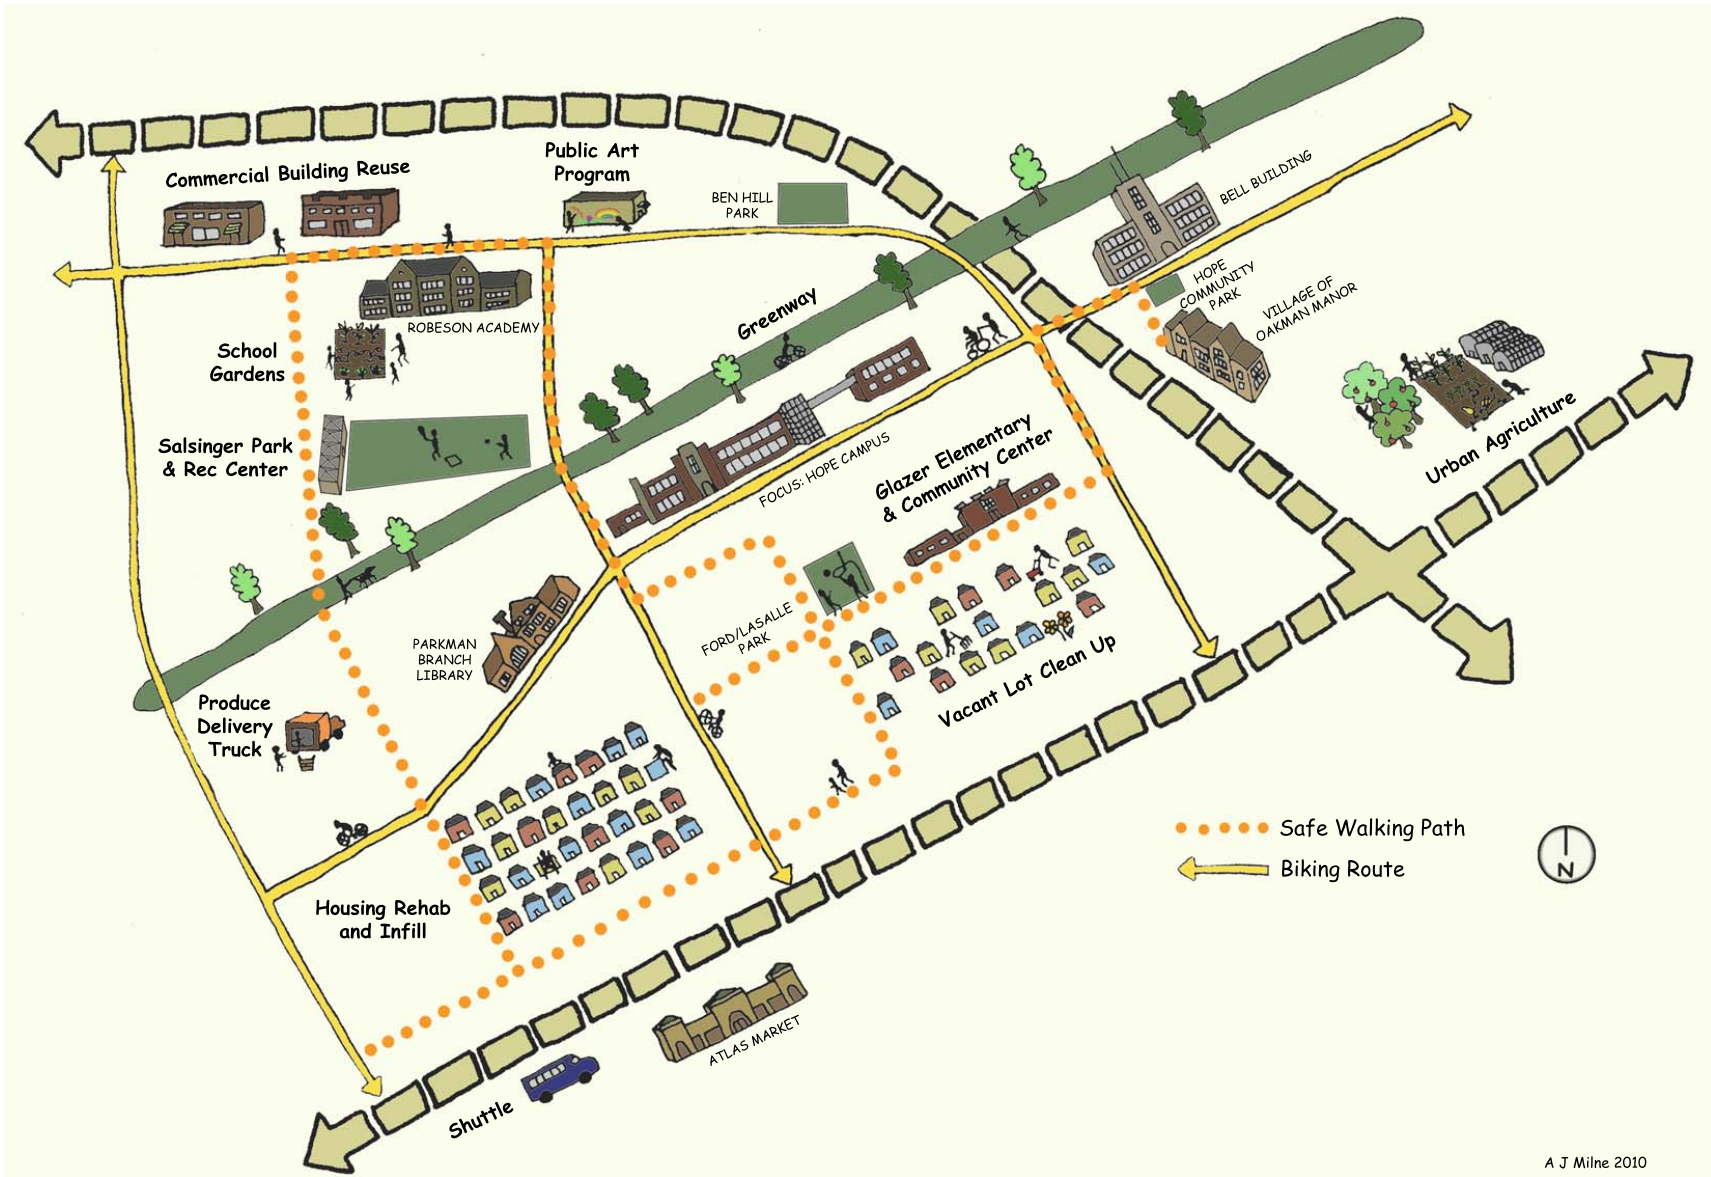 Commercial Building Reuse
Public Art
Program
BEN HILL
PARK
BELL BUILDING
HOPE
COMMUNITY
PARK
VILLAGE OF
OAKMAN MANOR
ROBESON ACADEMY
School
Gardens
Greenway
Salsinger Park
& Rec Center
FOCUS: HOPE CAMPUS
Glazer Elementary
& Community Center
Urban Agriculture
PARKMAN
BRANCH
LIBRARY
FORD/LASALLE
PARK
Vacant Lot Clean Up
Produce
Delivery
Truck
Housing Rehab
and Infill
Safe Walking Path
Biking Route
N
ATLAS MARKET
Shuttle
A J Milne 2010